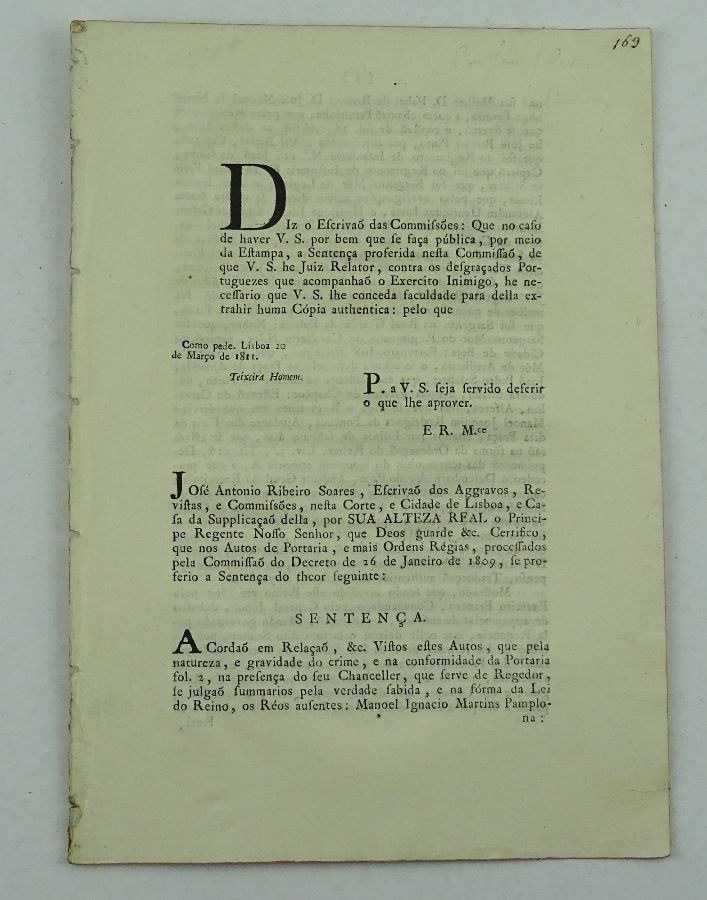 169
DIz o Eſcrivaõ das Commiſsões: Que no caſo
de haver V. S. por bem que ſe faça pública, por meio
da Eſtampa, a Sentença proferida neſta Commiſſaõ, de
que V. S. he Juiz Relator, contra os deſgraçados Por-
tuguezes que acompanhaõ o Exercito Inimigo, he ne-
ceſſario que V. S. lhe conceda faculdade para della ex-
trahir huma Cópia authentica: pelo que
Como pede. Lisboa 20
de Março de 1811.
Teixeira Homem.
P. a V. S. ſeja ſervido deferir
o que lhe aprover.
E R. M.ce
JOſé Antonio Ribeiro Soares, Eſcrivaõ dos Aggravos, Re-
viſtas, e Commiſsões, neſta Corte, e Cidade de Lisboa, e Ca-
ſa da Supplicaçaõ della, por SUA ALTEZA REAL o Princi-
pe Regente Noſſo Senhor, que Deos guarde &c. Certifico,
que nos Autos de Portaria, e mais Ordens Régias, proceſſados
pela Commiſſaõ do Decreto de 26 de Janeiro de 1809, ſe pro-
ferio a Sentença do theor ſeguinte:
SENTENÇA.
ACordaõ em Relaçaõ, &c. Viſtos eſtes Autos, que pela
natureza, e gravidade do crime, e na conformidade da Portaria
fol. 2, na preſença do ſeu Chanceller, que ſerve de Regedor,
ſe julgaõ ſummarios pela verdade ſabida, e na fórma da Lei
do Reino, os Réos auſentes: Manoel Ignacio Martins Pamplo-
* na: